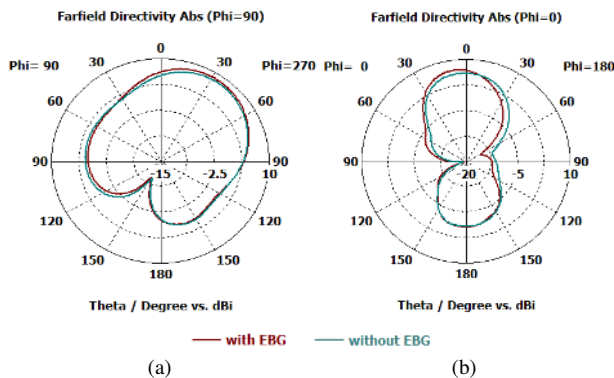 Farfield Directivity Abs (Phi=90)
Farfield Directivity Abs (Phi=0)
0
30
30
Phi= 90
Phi=270
60
60
90
-15
-2.5
10
90
120
120
150
150
180
0
30
30
Phi= 0
Phi=180
60
60
90
-20
-5
10
90
120
120
150
150
180
Theta / Degree vs. dBi
Theta / Degree vs. dBi
with EBG
without EBG
(a)
(b)